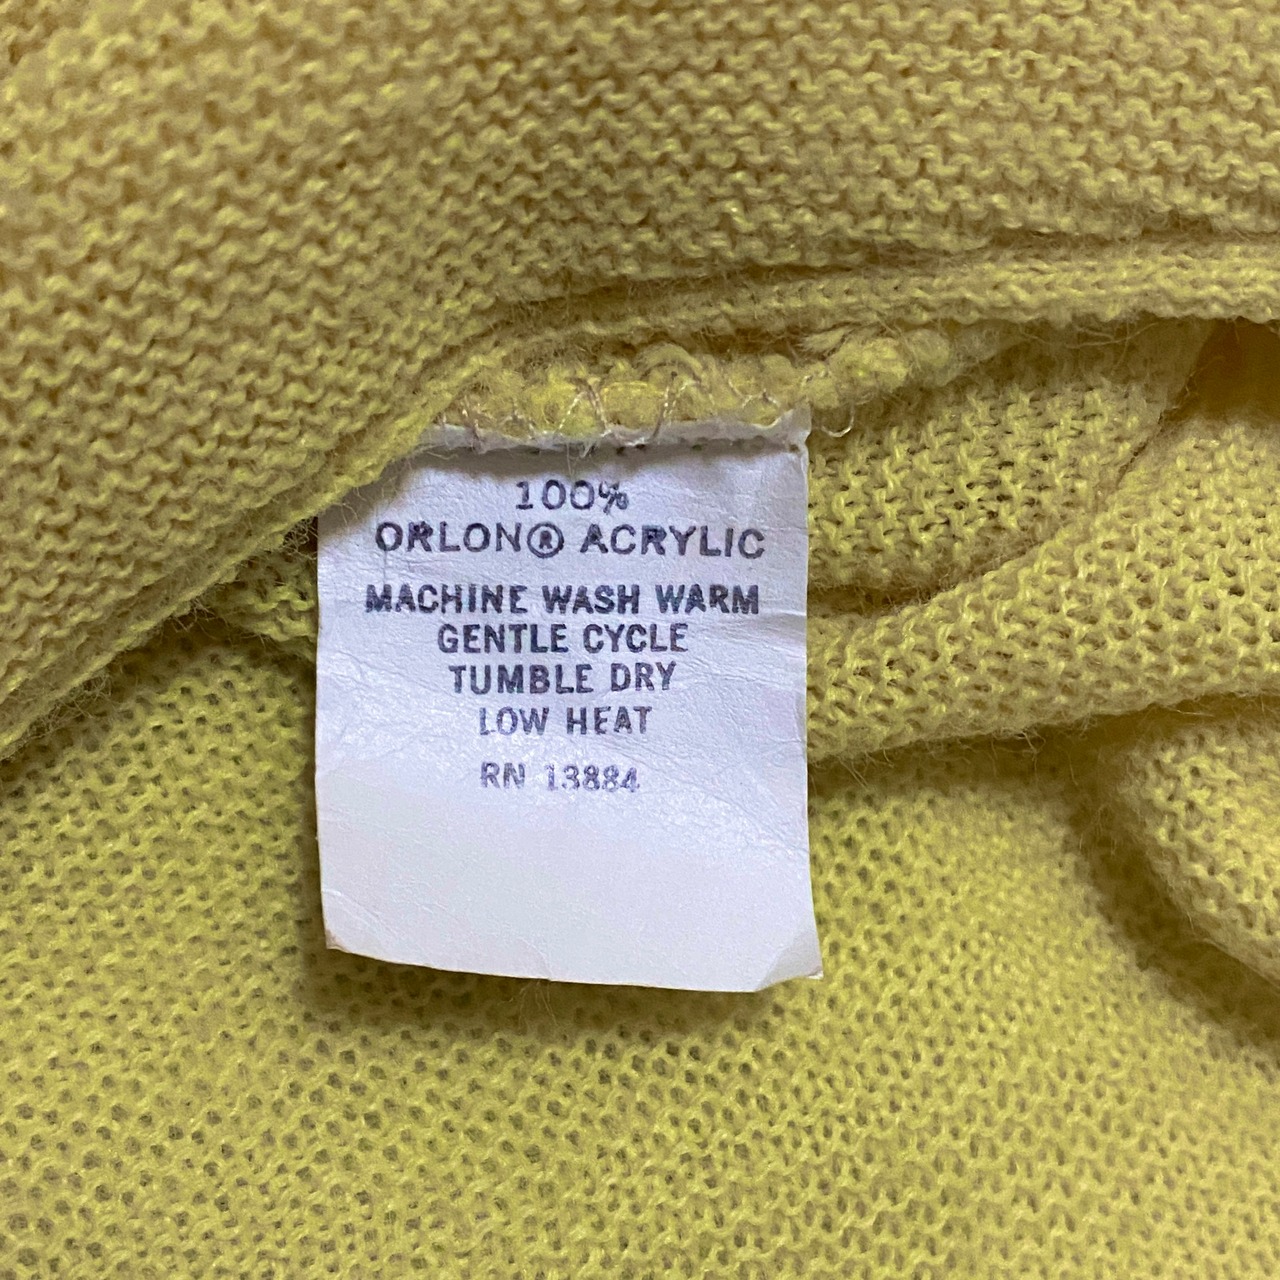 100%
ORLON® ACRYLIC
MACHINE WASH WARM
GENTLE CYCLE
TUMBLE DRY
LOW HEAT
RN 13884